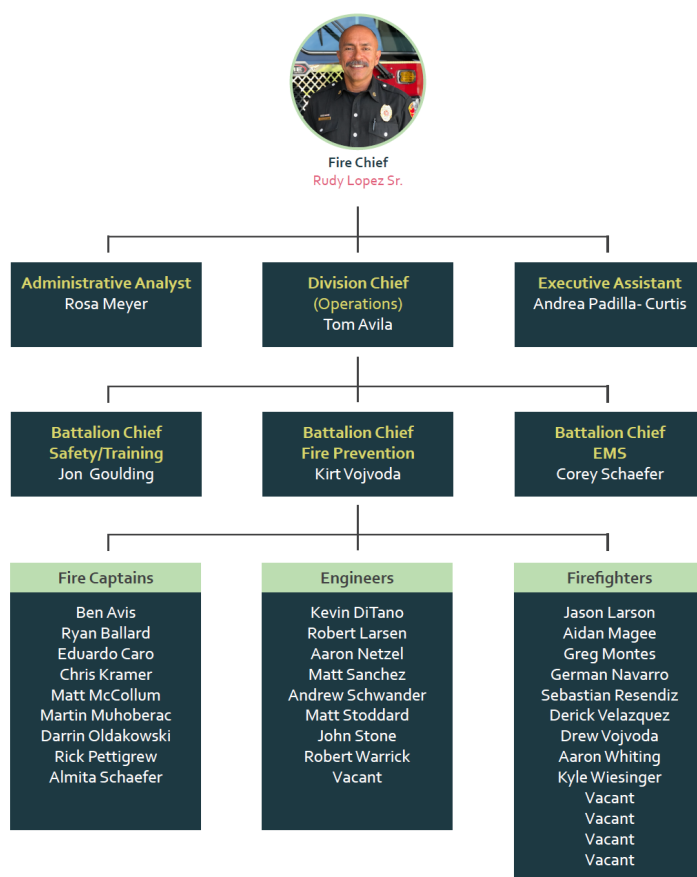 Fire Chief
Rudy Lopez Sr.
Administrative Analyst
Rosa Meyer
Division Chief
(Operations)
Tom Avila
Executive Assistant
Andrea Padilla- Curtis
Battalion Chief
Safety/Training
Jon Goulding
Battalion Chief
Fire Prevention
Kirt Vojvoda
Battalion Chief
EMS
Corey Schaefer
Fire Captains
Ben Avis
Ryan Ballard
Eduardo Caro
Chris Kramer
Matt McCollum
Martin Muhoberac
Darrin Oldakowski
Rick Pettigrew
Almita Schaefer
Engineers
Kevin DiTano
Robert Larsen
Aaron Netzel
Matt Sanchez
Andrew Schwander
Matt Stoddard
John Stone
Robert Warrick
Vacant
Firefighters
Jason Larson
Aidan Magee
Greg Montes
German Navarro
Sebastian Resendiz
Derick Velazquez
Drew Vojvoda
Aaron Whiting
Kyle Wiesinger
Vacant
Vacant
Vacant
Vacant